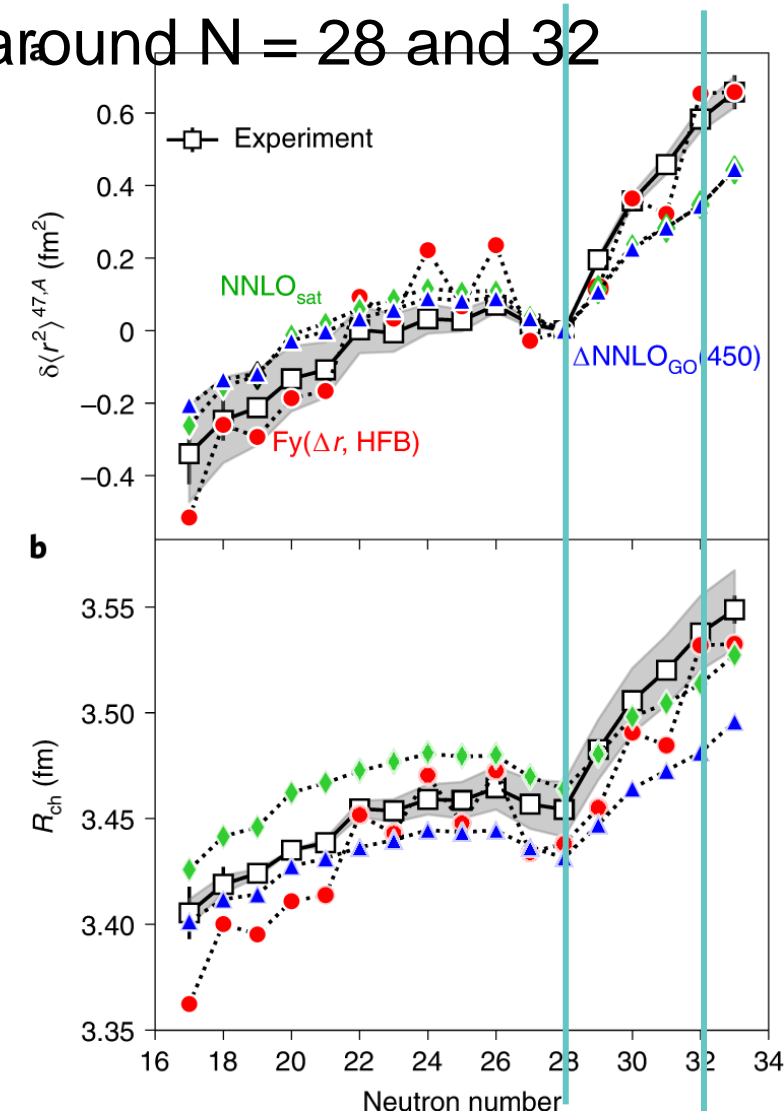 around N = 28 and 32
a
0.6
Experiment
0.4
0.2
NNLOsat
0
ΔNNLOGO(450)
–0.2
Fy(Δr, HFB)
–0.4
δ⟨r²⟩⁴⁷,ᴬ (fm²)
b
3.55
3.50
3.45
3.40
3.35
Rch (fm)
16 18 20 22 24 26 28 30 32 34
Neutron number